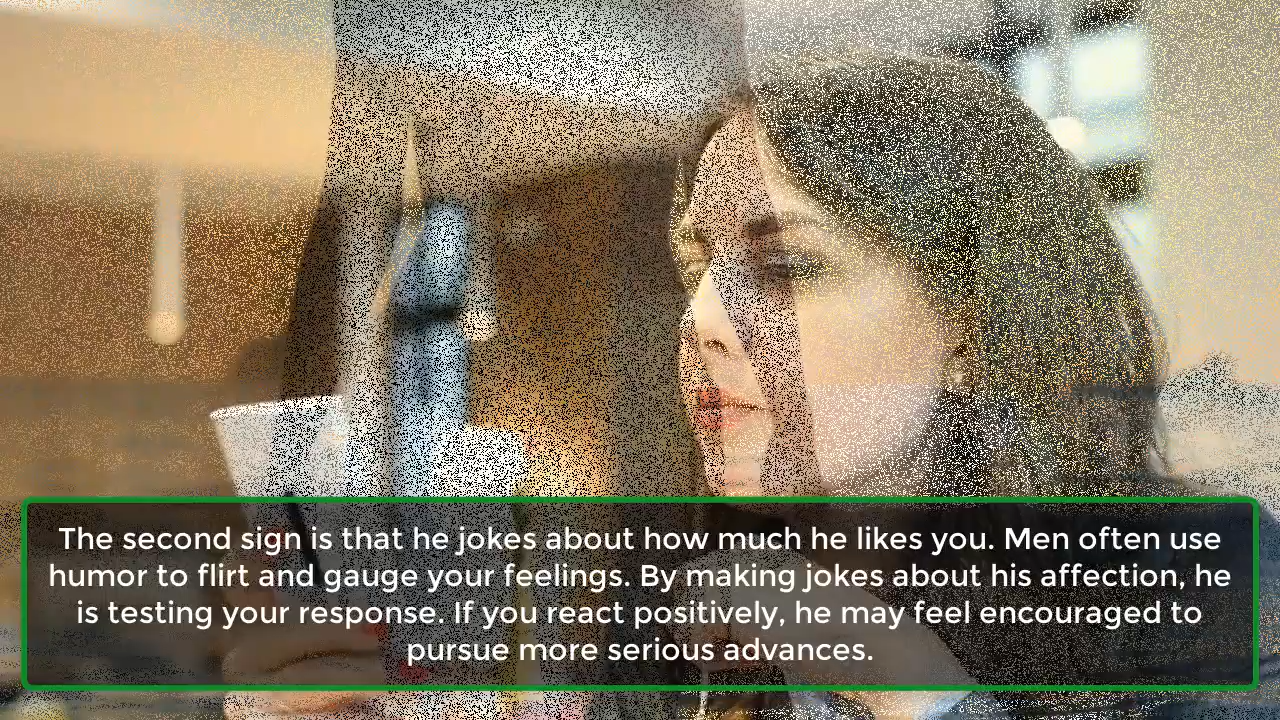 The second sign is that he jokes about how much he likes you. Men often use
humor to flirt and gauge your feelings. By making jokes about his affection, he
is testing your response. If you react positively, he may feel encouraged to
pursue more serious advances.